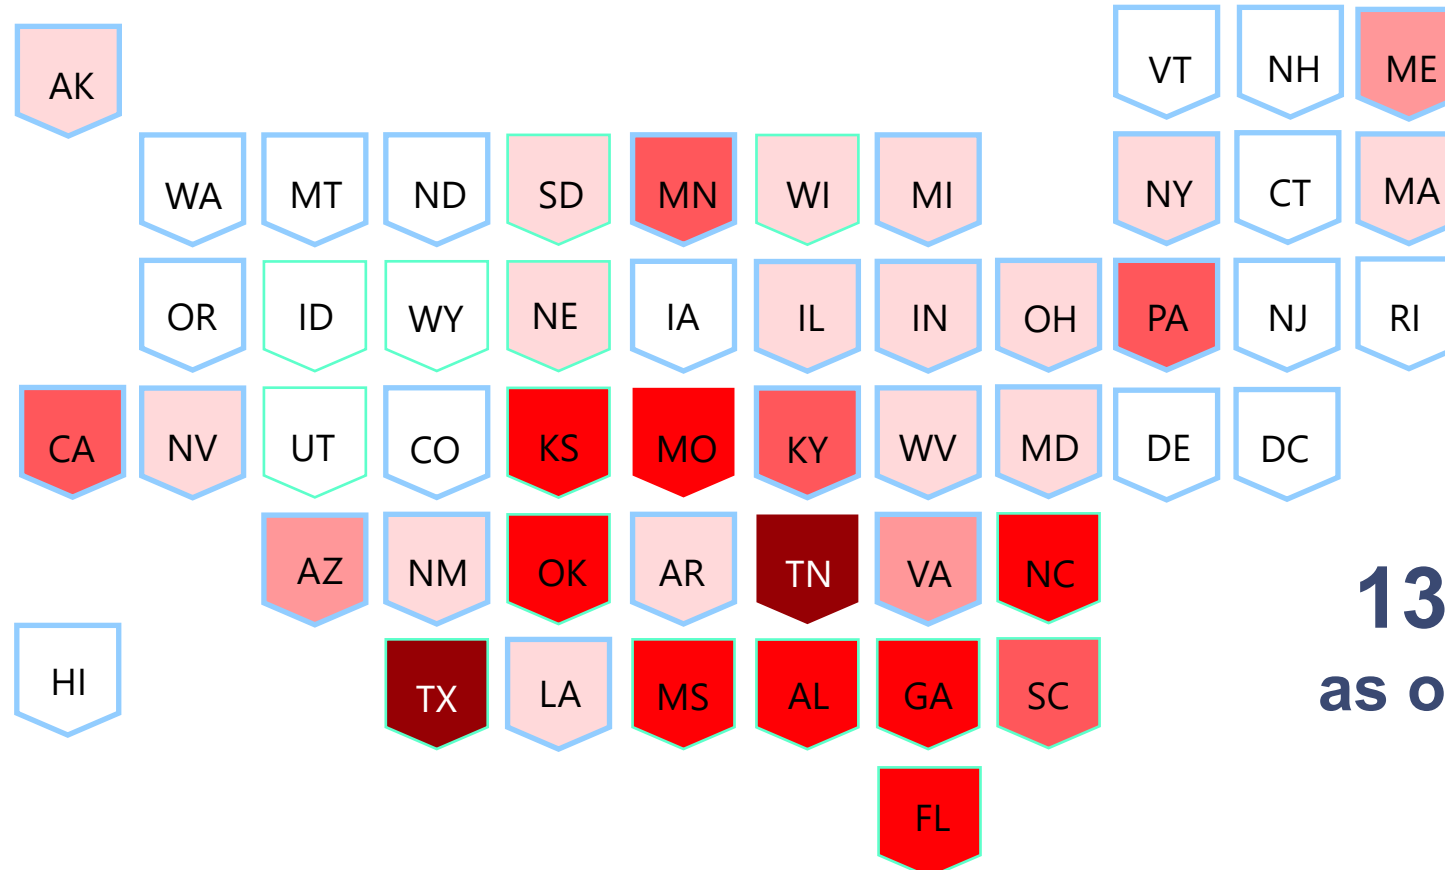 AK VT NH ME
WA MT ND SD MN WI MI NY CT MA
OR ID WY NE IA IL IN OH PA NJ RI
CA NV UT CO KS MO KY WV MD DE DC
AZ NM OK AR TN VA NC
13
HI TX LA MS AL GA SC
as o
FL